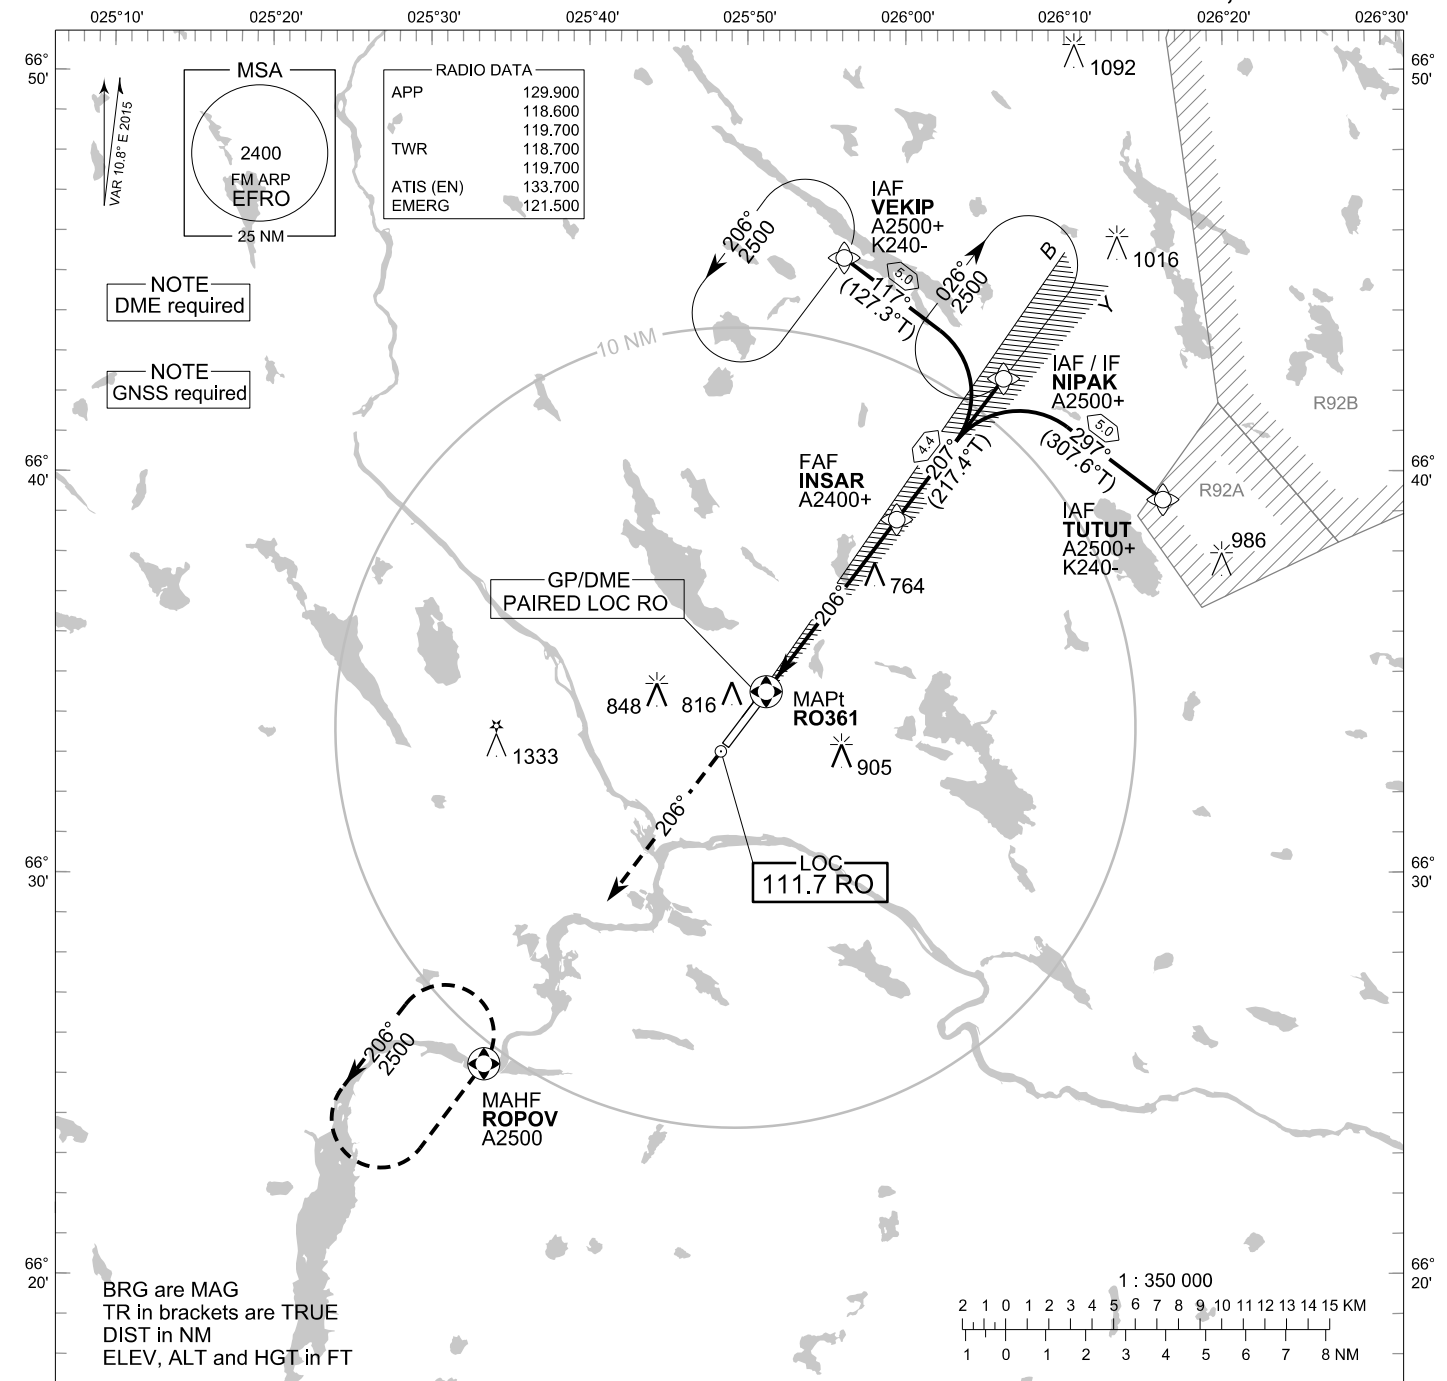 025°10' 025°20' 025°30' 025°40' 025°50' 026°00' 026°10' 026°20' 026°30'
66° 50'
66° 50'
VAR 10.8° E 2015
MSA
2400
FM ARP
EFRO
25 NM
RADIO DATA
APP 129.900
118.600
119.700
TWR 118.700
119.700
ATIS (EN) 133.700
EMERG 121.500
NOTE
DME required
NOTE
GNSS required
1092
1016
IAF
VEKIP
A2500+
K240-
206°
2500
5.0
117°
(127.3°T)
026°
2500
B
Y
10 NM
IAF / IF
NIPAK
A2500+
R92B
5.0
297°
(307.6°T)
4.4
207°
(217.4°T)
FAF
INSAR
A2400+
66° 40'
66° 40'
R92A
IAF
TUTUT
A2500+
K240-
986
764
206°
GP/DME
PAIRED LOC RO
848
816
MAPt
RO361
1333
905
206°
LOC
111.7 RO
66° 30'
66° 30'
206°
2500
MAHF
ROPOV
A2500
66° 20'
66° 20'
BRG are MAG
TR in brackets are TRUE
DIST in NM
ELEV, ALT and HGT in FT
1 : 350 000
2 1 0 1 2 3 4 5 6 7 8 9 10 11 12 13 14 15 KM
1 0 1 2 3 4 5 6 7 8 NM